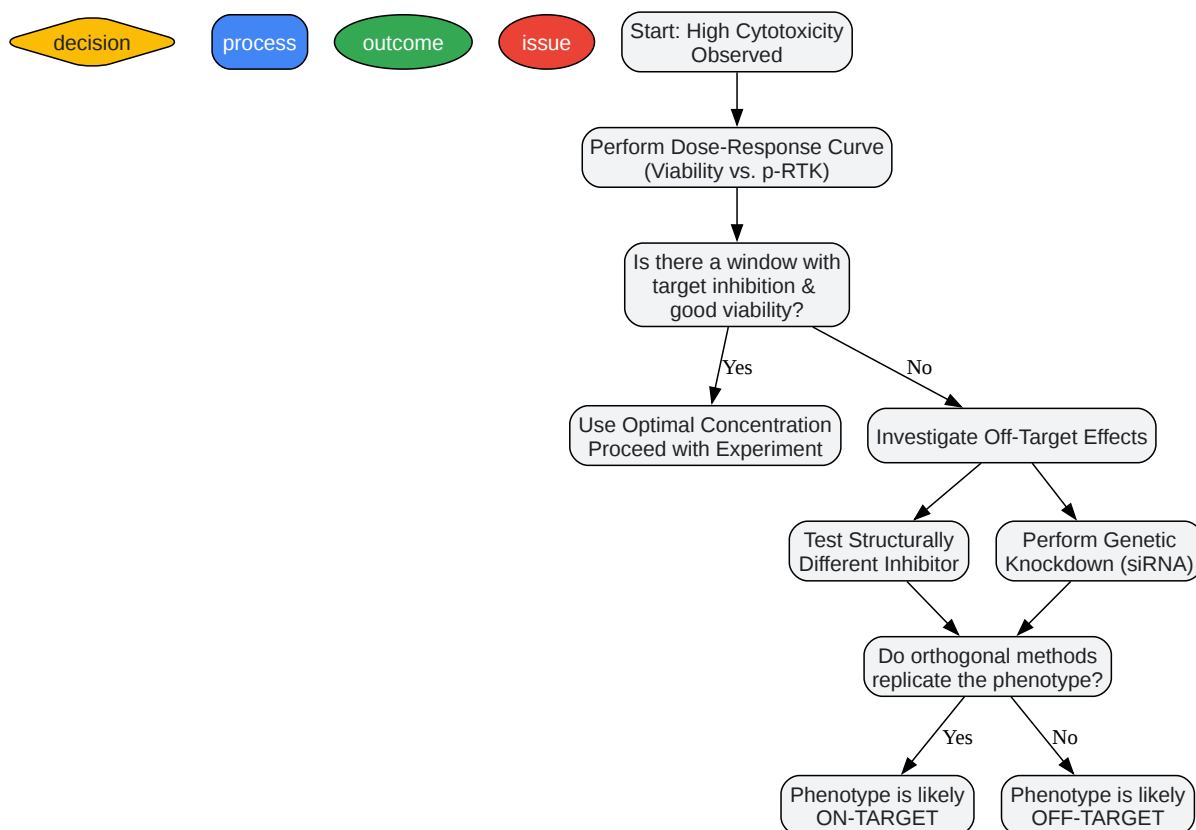 decision
process
outcome
issue
Start: High Cytotoxicity
Observed
Perform Dose-Response Curve
(Viability vs. p-RTK)
Is there a window with
target inhibition &
good viability?
Yes
No
Use Optimal Concentration
Proceed with Experiment
Investigate Off-Target Effects
Test Structurally
Different Inhibitor
Perform Genetic
Knockdown (siRNA)
Do orthogonal methods
replicate the phenotype?
Yes
No
Phenotype is likely
ON-TARGET
Phenotype is likely
OFF-TARGET